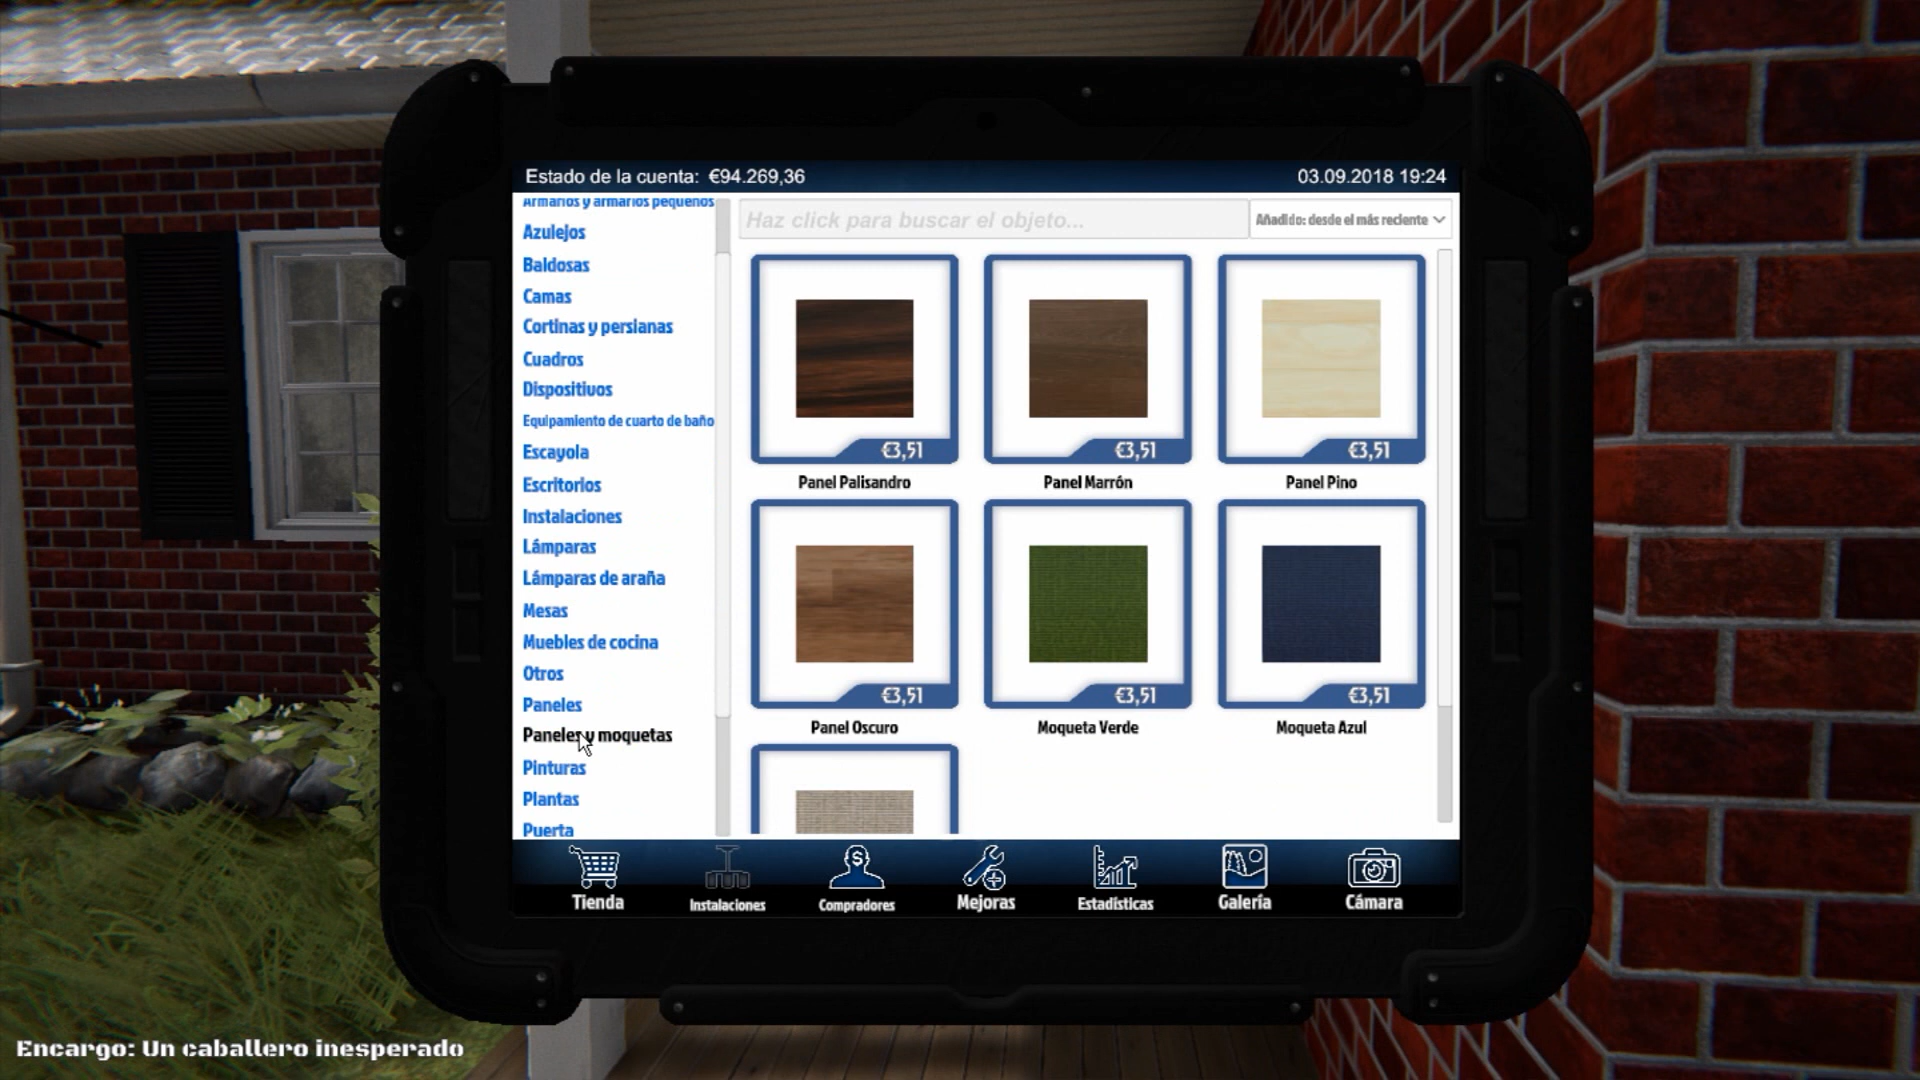 Estado de la cuenta: €94.269,36
03.09.2018 19:24
Armarios y armarios pequeños
Azulejos
Baldosas
Camas
Cortinas y persianas
Cuadros
Dispositivos
Equipamiento de cuarto de baño
Escayola
Escritorios
Instalaciones
Lámparas
Lámparas de araña
Mesas
Muebles de cocina
Otros
Paneles
Paneles y moquetas
Pinturas
Plantas
Puerta
Haz click para buscar el objeto...
Añadido: desde el más reciente
€3,51
€3,51
€3,51
Panel Palisandro
Panel Marrón
Panel Pino
€3,51
€3,51
€3,51
Panel Oscuro
Moqueta Verde
Moqueta Azul
Tienda
Instalaciones
Compradores
Mejoras
Estadísticas
Galería
Cámara
Encargo: Un caballero inesperado